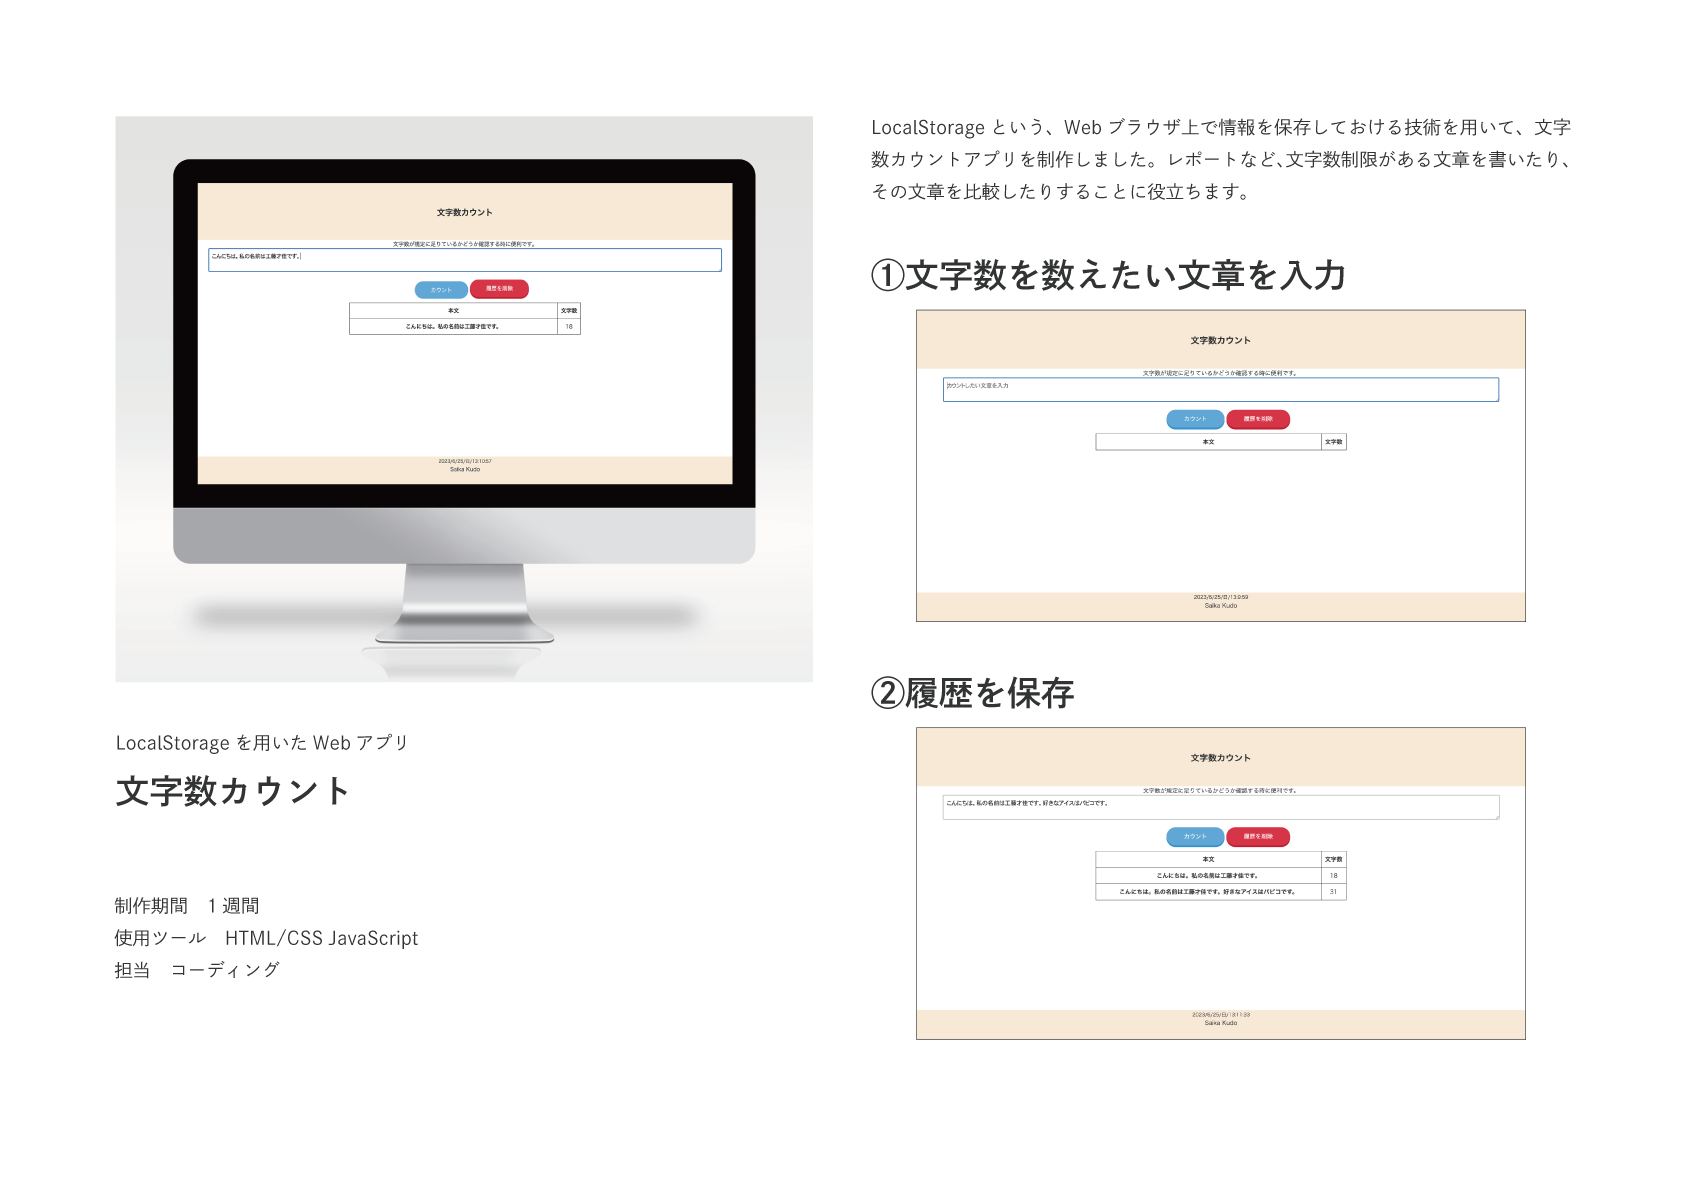 文字数カウント
文字数が規定に足りているかどうか確認する時に便利です。
こんにちは。私の名前は工藤才佳です。
カウント
履歴を削除
本文 文字数
こんにちは。私の名前は工藤才佳です。 18
2023/6/25/日/13:10:57
Saika Kudo
LocalStorage を用いた Web アプリ
文字数カウント
制作期間 1 週間
使用ツール HTML/CSS JavaScript
担当 コーディング
LocalStorage という、Web ブラウザ上で情報を保存しておける技術を用いて、文字
数カウントアプリを制作しました。レポートなど、文字数制限がある文章を書いたり、
その文章を比較したりすることに役立ちます。
①文字数を数えたい文章を入力
文字数カウント
文字数が規定に足りているかどうか確認する時に便利です。
カウントしたい文章を入力
カウント
履歴を削除
本文 文字数
2023/6/25/日/13:9:59
Saika Kudo
②履歴を保存
文字数カウント
文字数が規定に足りているかどうか確認する時に便利です。
こんにちは。私の名前は工藤才佳です。好きなアイスはパピコです。
カウント
履歴を削除
本文 文字数
こんにちは。私の名前は工藤才佳です。 18
こんにちは。私の名前は工藤才佳です。好きなアイスはパピコです。 31
2023/6/25/日/13:11:33
Saika Kudo